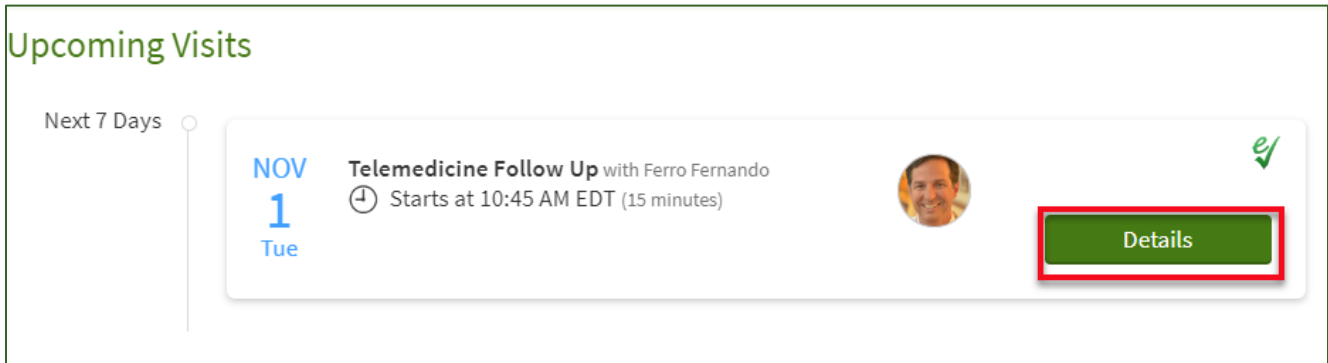 Upcoming Visits
Next 7 Days
NOV
1
Tue
Telemedicine Follow Up with Ferro Fernando
Starts at 10:45 AM EDT (15 minutes)
Details